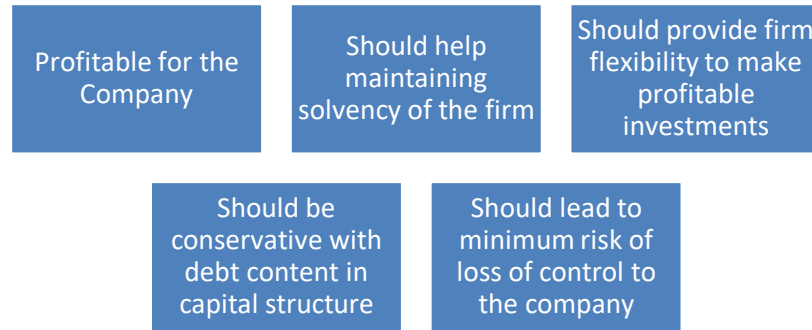 Profitable for the
Company
Should help
maintaining
solvency of the firm
Should provide firm
flexibility to make
profitable
investments
Should be
conservative with
debt content in
capital structure
Should lead to
minimum risk of
loss of control to
the company